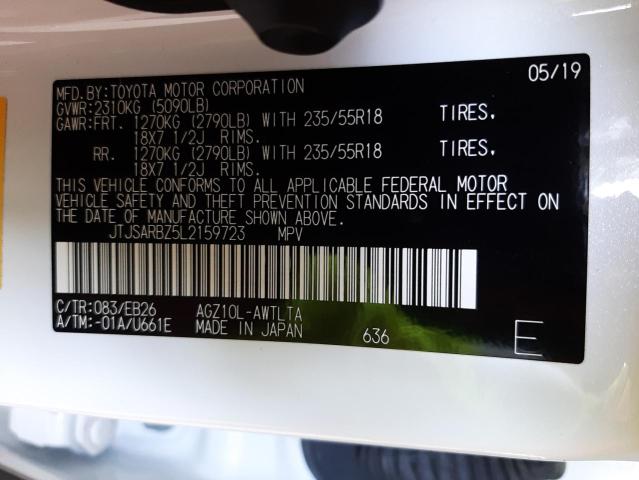 05/19
MFD.BY:TOYOTA MOTOR CORPORATION
GVWR:2310KG (5090LB)
GAWR:FRT. 1270KG (2790LB) WITH 235/55R18 TIRES,
18X7 1/2J RIMS.
RR. 1270KG (2790LB) WITH 235/55R18 TIRES,
18X7 1/2J RIMS.
THIS VEHICLE CONFORMS TO ALL APPLICABLE FEDERAL MOTOR
VEHICLE SAFETY AND THEFT PREVENTION STANDARDS IN EFFECT ON
THE DATE OF MANUFACTURE SHOWN ABOVE.
JTJSARBZ5L2159723 MPV
C/TR:083/EB26 AGZ10L-AWTLTA
A/TM:-01A/U661E MADE IN JAPAN 636 E